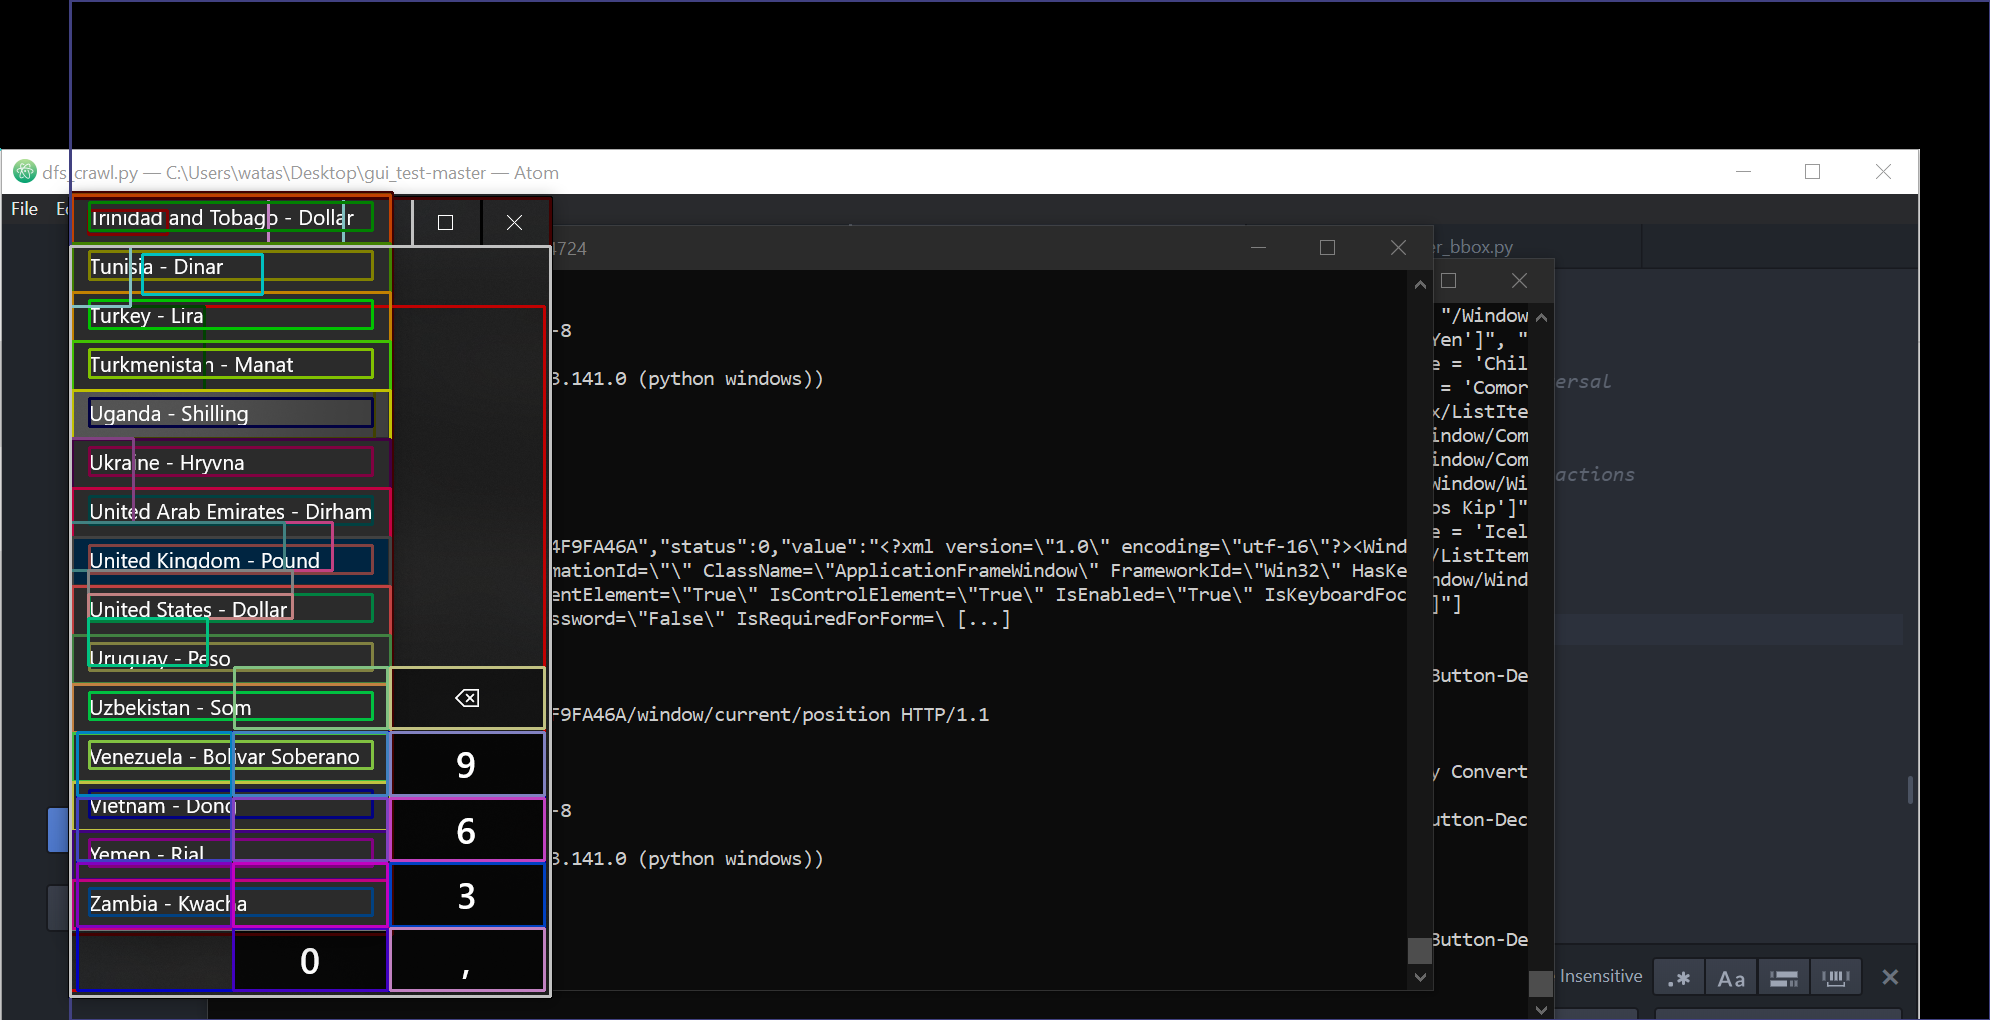 dfs_crawl.py — C:\Users\watas\Desktop\gui_test-master — Atom
File
Trinidad and Tobago - Dollar
Tunisia - Dinar
Turkey - Lira
Turkmenistan - Manat
Uganda - Shilling
Ukraine - Hryvna
United Arab Emirates - Dirham
United Kingdom - Pound
United States - Dollar
Uruguay - Peso
Uzbekistan - Som
Venezuela - Bolivar Soberano
Vietnam - Dong
Yemen - Rial
Zambia - Kwacha
9
6
3
0
,
4724
-8
3.141.0 (python windows))
4F9FA46A","status":0,"value":"<?xml version=\"1.0\" encoding=\"utf-16\"?><Wind
mationId=\"\" ClassName=\"ApplicationFrameWindow\" FrameworkId=\"Win32\" HasKe
entElement=\"True\" IsControlElement=\"True\" IsEnabled=\"True\" IsKeyboardFoc
ssword=\"False\" IsRequiredForForm=\ [...]
F9FA46A/window/current/position HTTP/1.1
-8
3.141.0 (python windows))
er_bbox.py
"/Window
Yen']", "
e = 'Chil
= 'Comor
x/ListIte
indow/Com
indow/Com
Window/Wi
os Kip']"
e = 'Icel
/ListItem
ndow/Wind
]"]
Button-De
y Convert
utton-Dec
Button-De
ersal
actions
Insensitive
.*
Aa